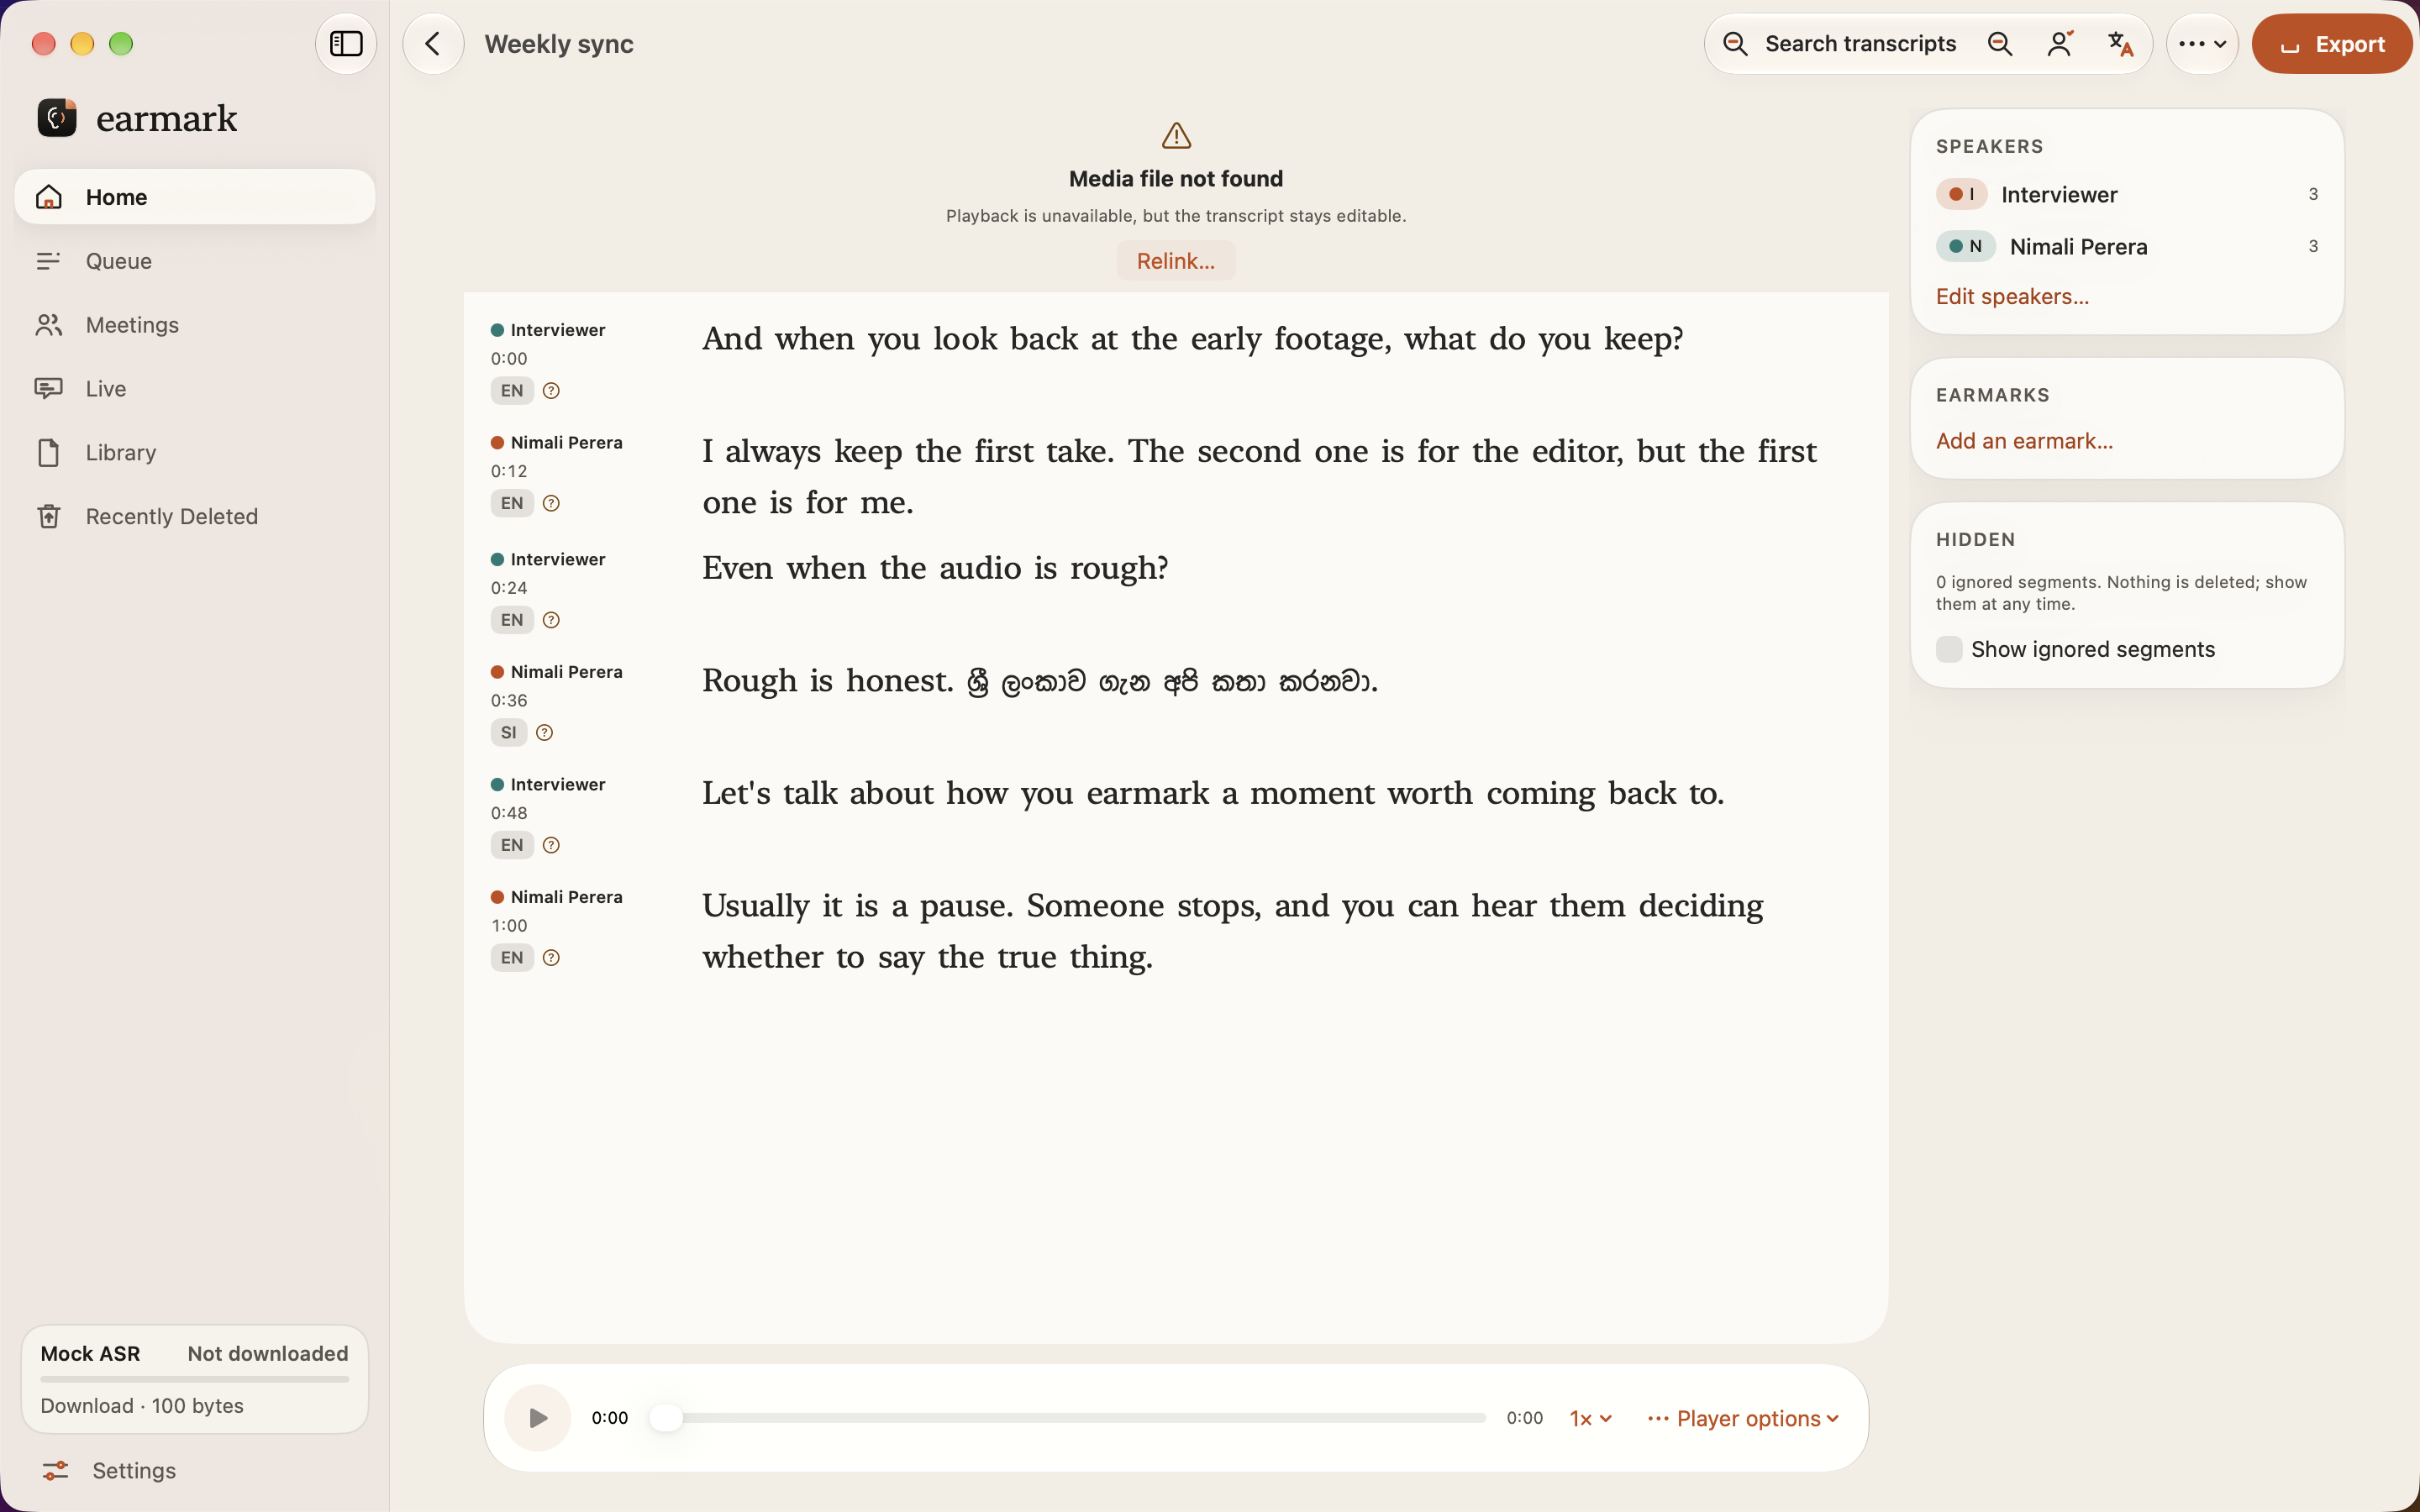 Weekly sync
Search transcripts
Export
earmark
Home
Queue
Meetings
Live
Library
Recently Deleted
Mock ASR Not downloaded
Download · 100 bytes
Settings
Media file not found
Playback is unavailable, but the transcript stays editable.
Relink...
Interviewer
0:00
EN
And when you look back at the early footage, what do you keep?
Nimali Perera
0:12
EN
I always keep the first take. The second one is for the editor, but the first
one is for me.
Interviewer
0:24
EN
Even when the audio is rough?
Nimali Perera
0:36
SI
Rough is honest. ශ්‍රී ලංකාව ගැන අපි කතා කරනවා.
Interviewer
0:48
EN
Let's talk about how you earmark a moment worth coming back to.
Nimali Perera
1:00
EN
Usually it is a pause. Someone stops, and you can hear them deciding
whether to say the true thing.
0:00 0:00 1× Player options
SPEAKERS
I Interviewer 3
N Nimali Perera 3
Edit speakers...
EARMARKS
Add an earmark...
HIDDEN
0 ignored segments. Nothing is deleted; show
them at any time.
Show ignored segments